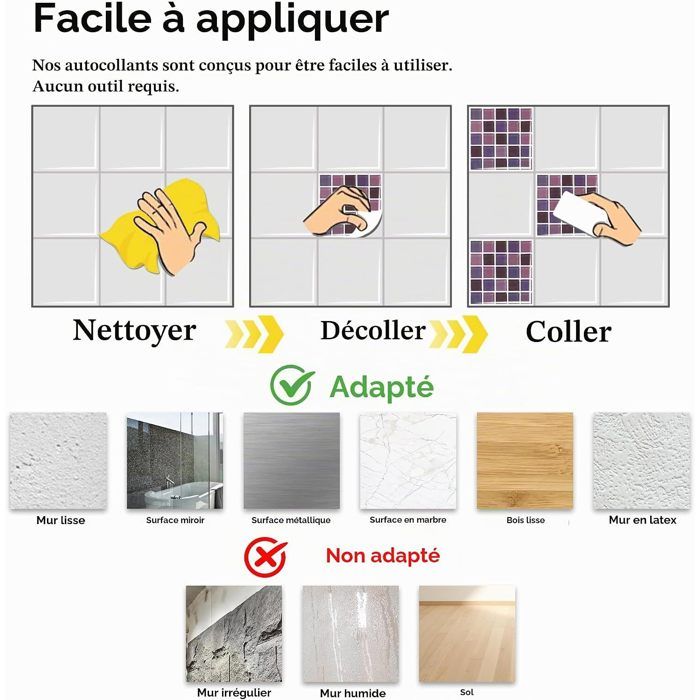 Facile à appliquer
Nos autocollants sont conçus pour être faciles à utiliser.
Aucun outil requis.
Nettoyer
Décoller
Coller
Adapté
Mur lisse
Surface miroir
Surface métallique
Surface en marbre
Bois lisse
Mur en latex
Non adapté
Mur irrégulier
Mur humide
Sol